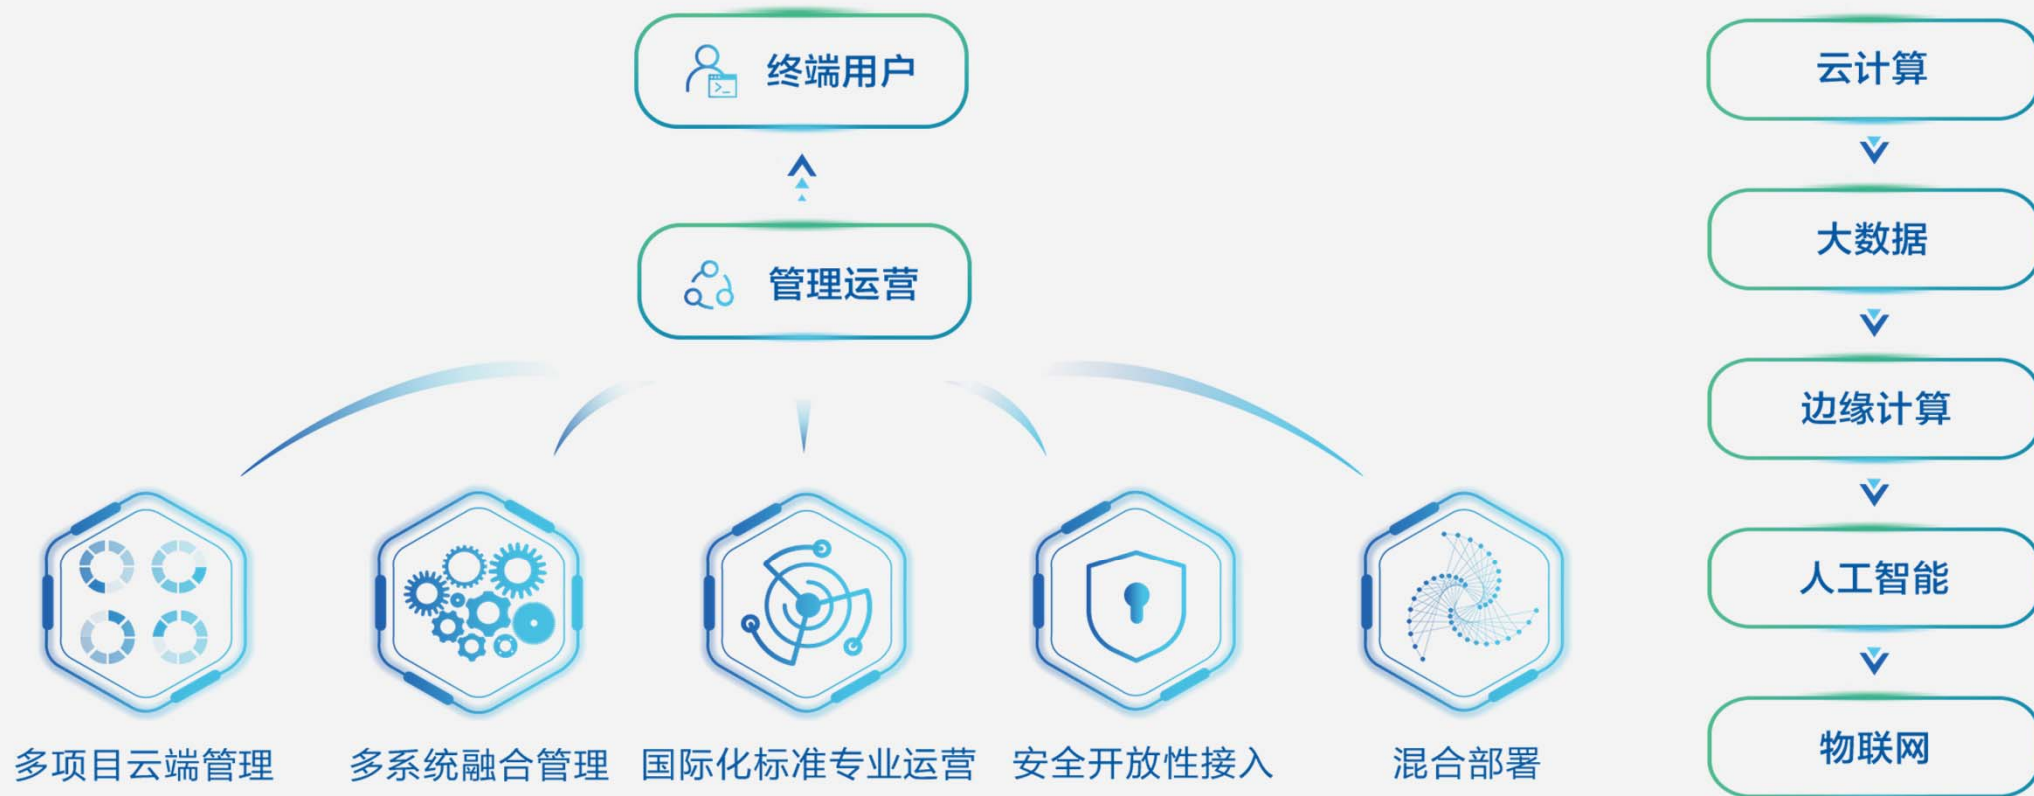 终端用户
管理运营
多项目云端管理
多系统融合管理
国际化标准专业运营
安全开放性接入
混合部署
云计算
大数据
边缘计算
人工智能
物联网